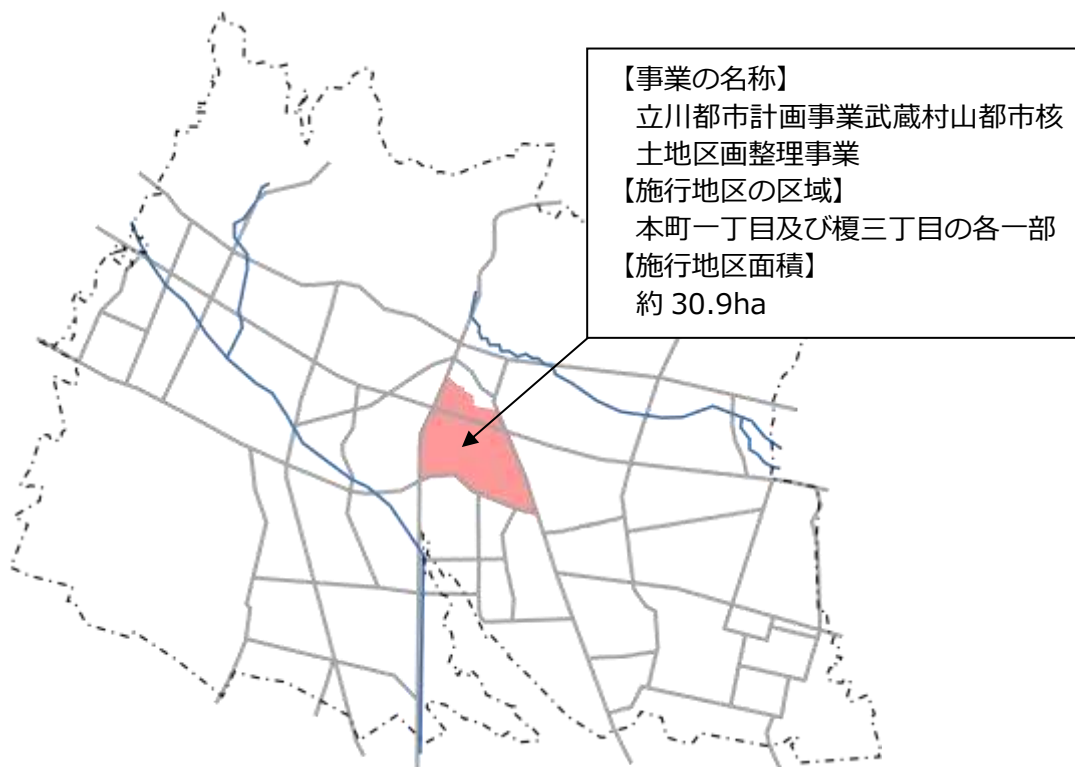 【事業の名称】
立川都市計画事業武蔵村山都市核
土地区画整理事業
【施行地区の区域】
本町一丁目及び榎三丁目の各一部
【施行地区面積】
約 30.9ha